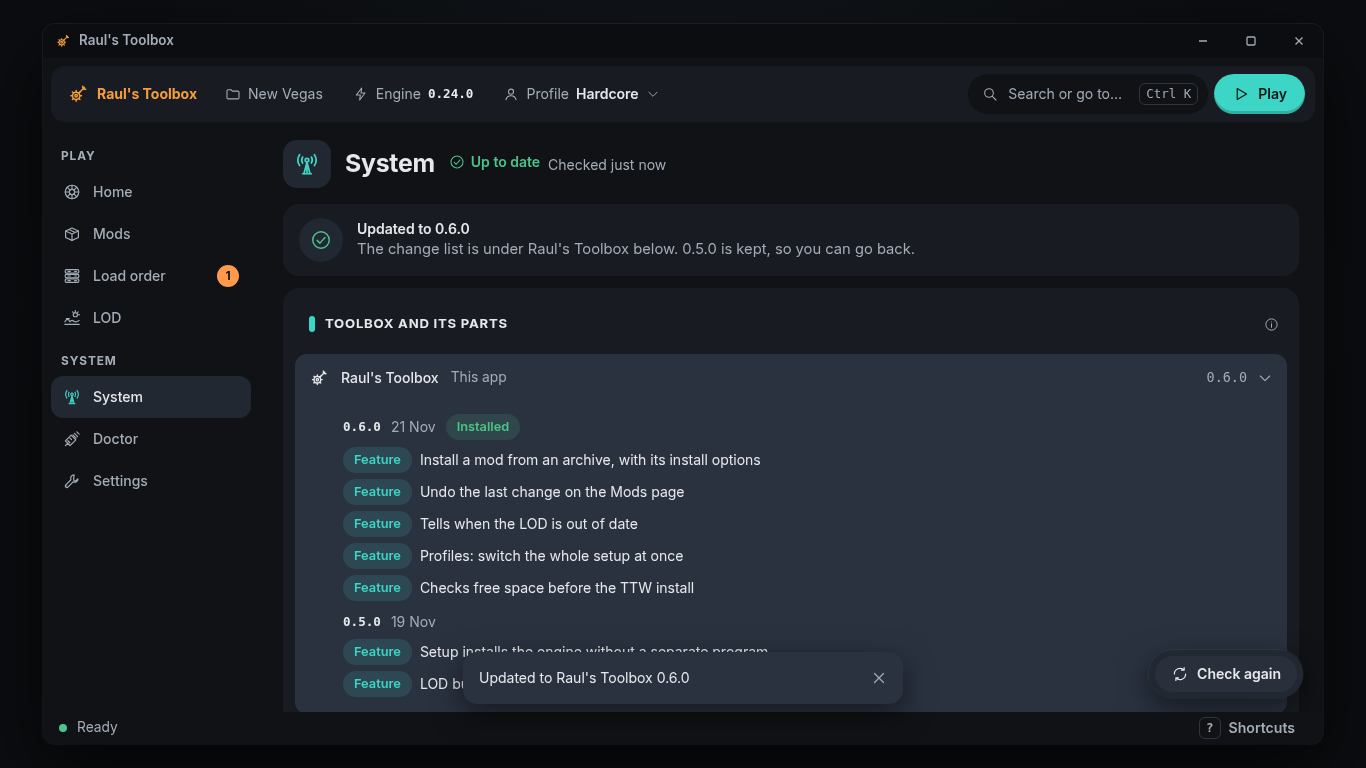 Raul's Toolbox
Raul's Toolbox
New Vegas
Engine 0.24.0
Profile Hardcore
Search or go to...
Ctrl K
Play
PLAY
Home
Mods
Load order 1
LOD
SYSTEM
System
Doctor
Settings
System
Up to date
Checked just now
Updated to 0.6.0
The change list is under Raul's Toolbox below. 0.5.0 is kept, so you can go back.
TOOLBOX AND ITS PARTS
Raul's Toolbox This app 0.6.0
0.6.0 21 Nov Installed
Feature Install a mod from an archive, with its install options
Feature Undo the last change on the Mods page
Feature Tells when the LOD is out of date
Feature Profiles: switch the whole setup at once
Feature Checks free space before the TTW install
0.5.0 19 Nov
Feature Setup installs the engine without a separate program
Feature LOD
Updated to Raul's Toolbox 0.6.0
Check again
Ready
? Shortcuts